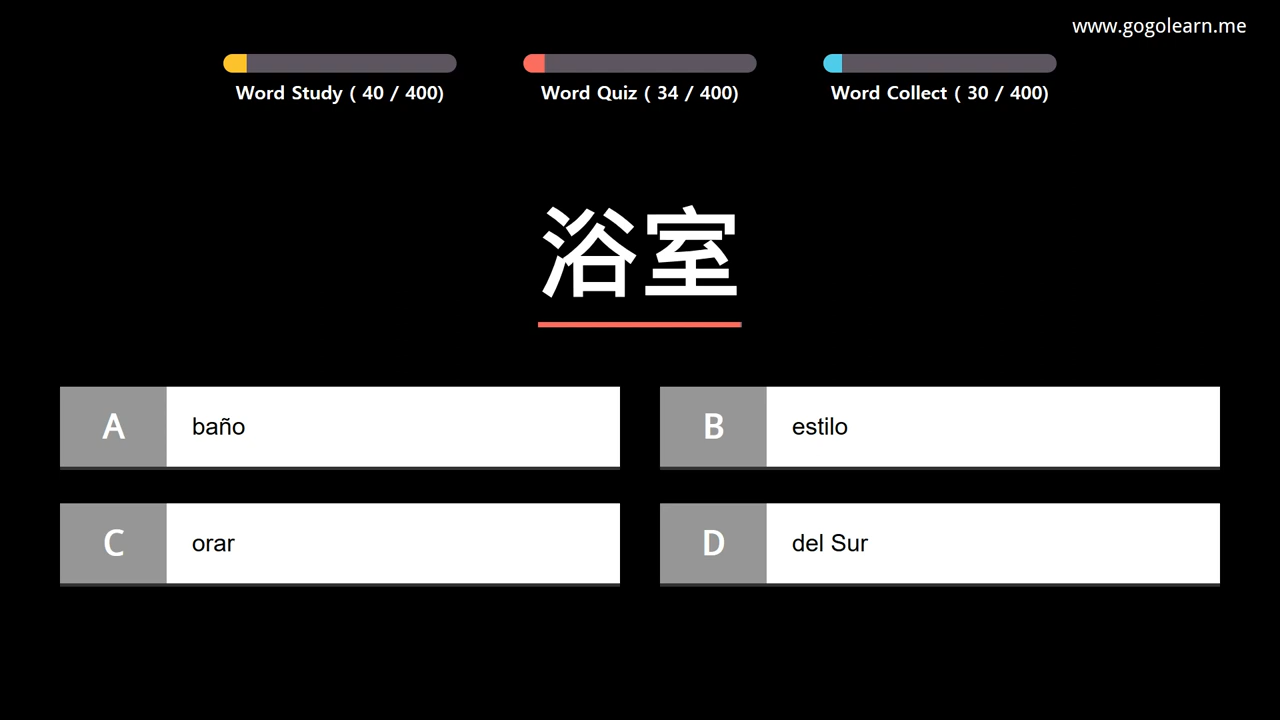 www.gogolearn.me
Word Study ( 40 / 400)
Word Quiz ( 34 / 400)
Word Collect ( 30 / 400)
浴室
A baño
B estilo
C orar
D del Sur